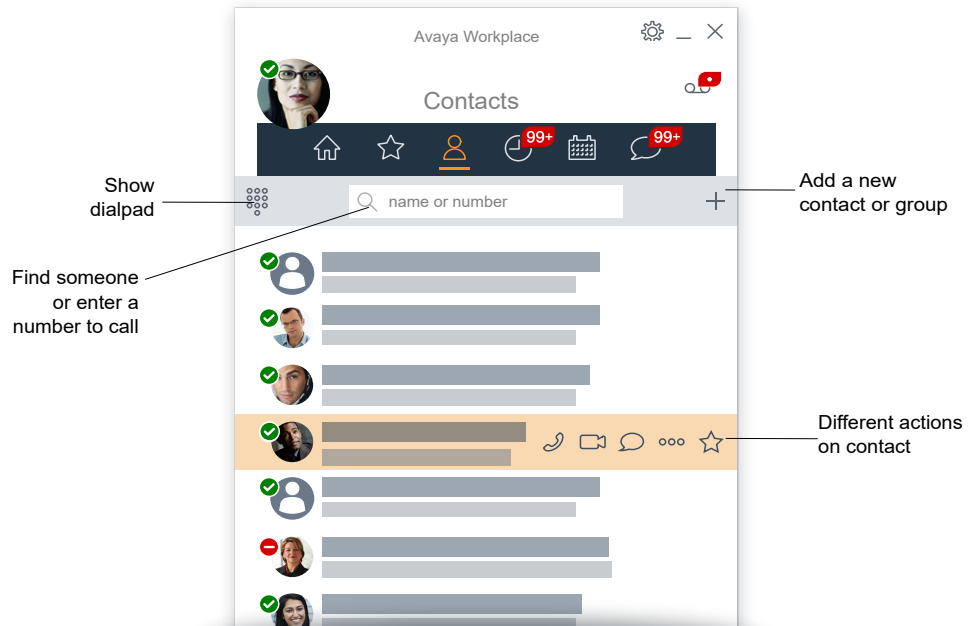 Avaya Workplace
Contacts
99+
99+
Show
dialpad
name or number
Add a new
contact or group
Find someone
or enter a
number to call
Different actions
on contact